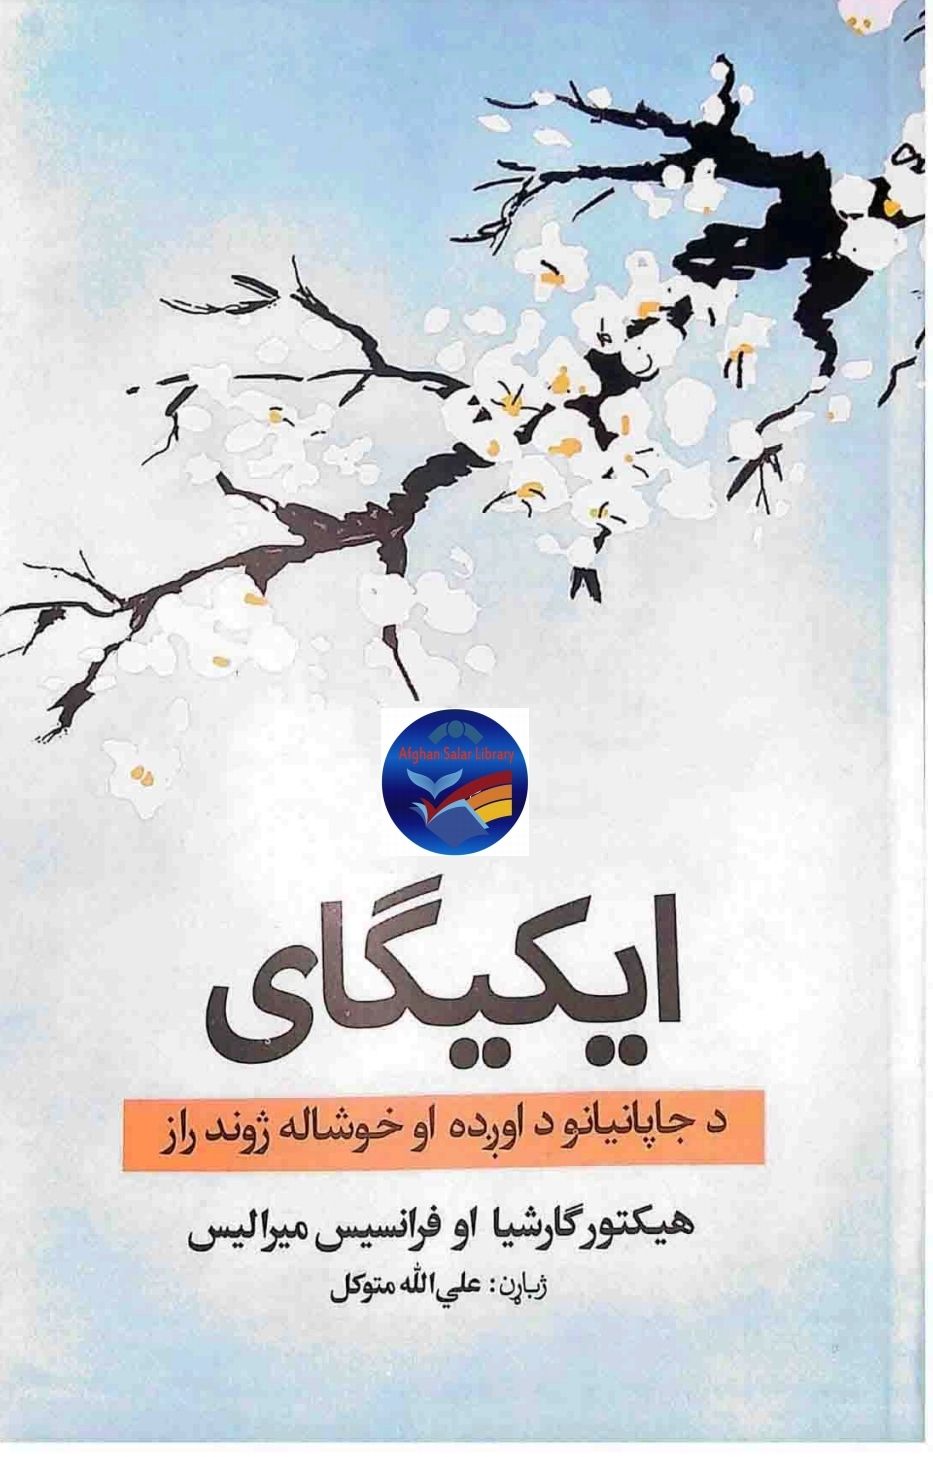 Afghan Salar Library
ایکیگای
د جاپانیانو د اوږده او خوشاله ژوند راز
هیکتور گارشیا او فرانسیس میرالیس
ژباړن: علي الله متوکل